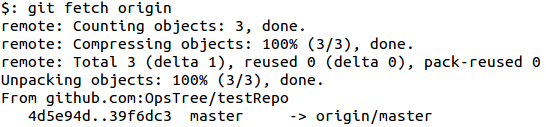 $: git fetch origin
remote: Counting objects: 3, done.
remote: Compressing objects: 100% (3/3), done.
remote: Total 3 (delta 1), reused 0 (delta 0), pack-reused 0
Unpacking objects: 100% (3/3), done.
From github.com:OpsTree/testRepo
   4d5e94d..39f6dc3  master     -> origin/master